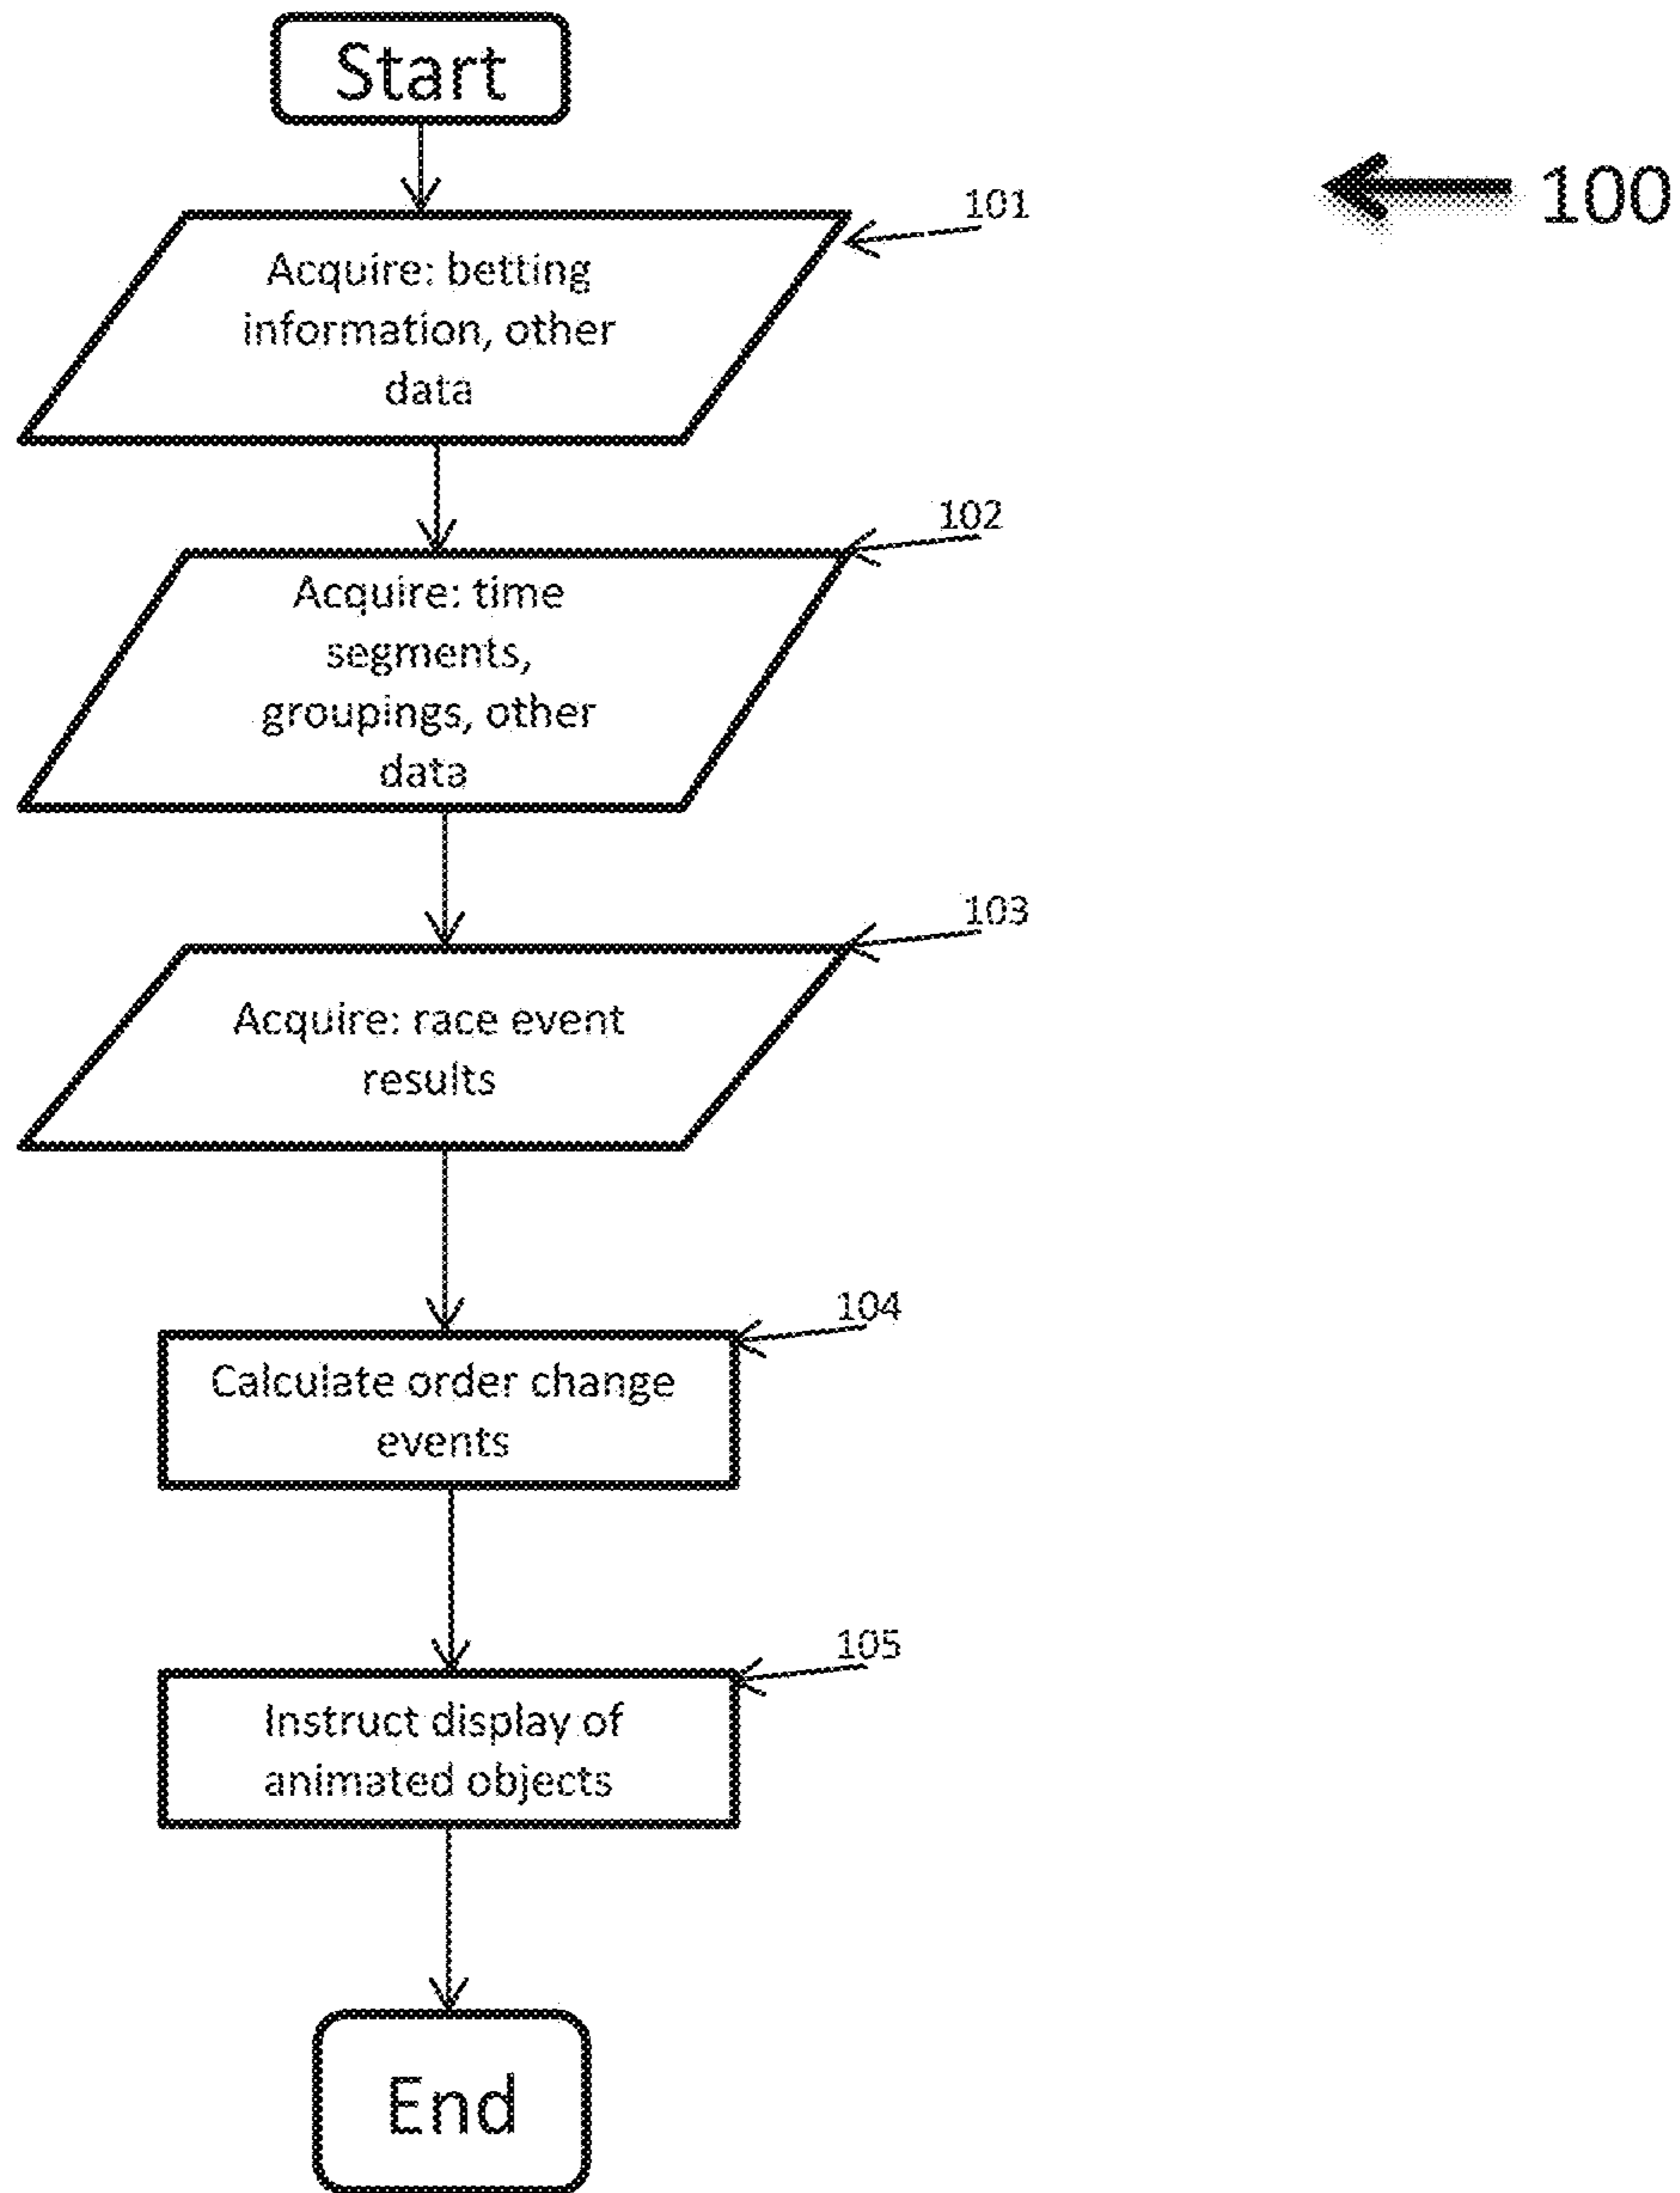 Start
100
101
Acquire: betting
information, other
data
102
Acquire: time
segments,
groupings, other
data
103
Acquire: race event
results
104
Calculate order change
events
105
Instruct display of
animated objects
End